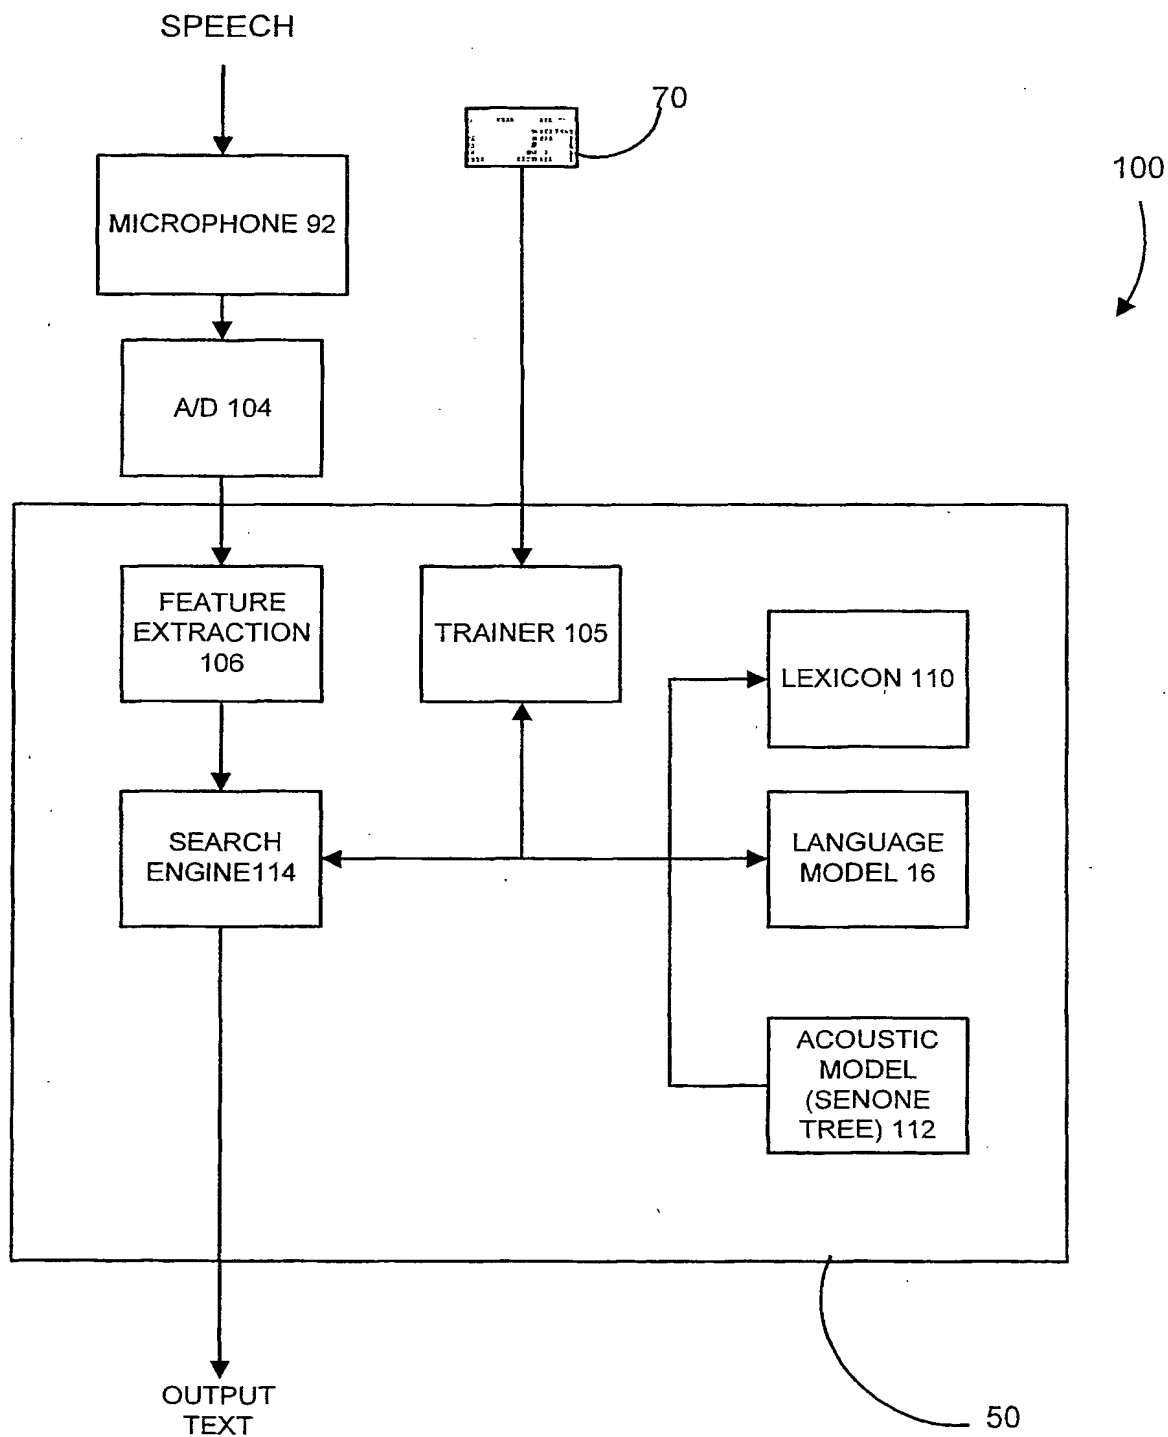 SPEECH
70
100
MICROPHONE 92
A/D 104
FEATURE
EXTRACTION
106
TRAINER 105
LEXICON 110
SEARCH
ENGINE114
LANGUAGE
MODEL 16
ACOUSTIC
MODEL
(SENONE
TREE) 112
OUTPUT
TEXT
50